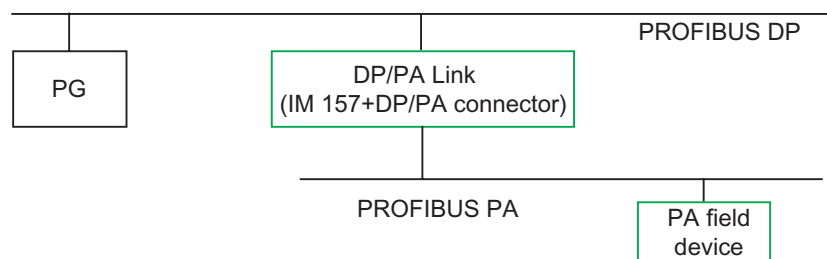 PROFIBUS DP
PG
DP/PA Link
(IM 157+DP/PA connector)
PROFIBUS PA
PA field
device